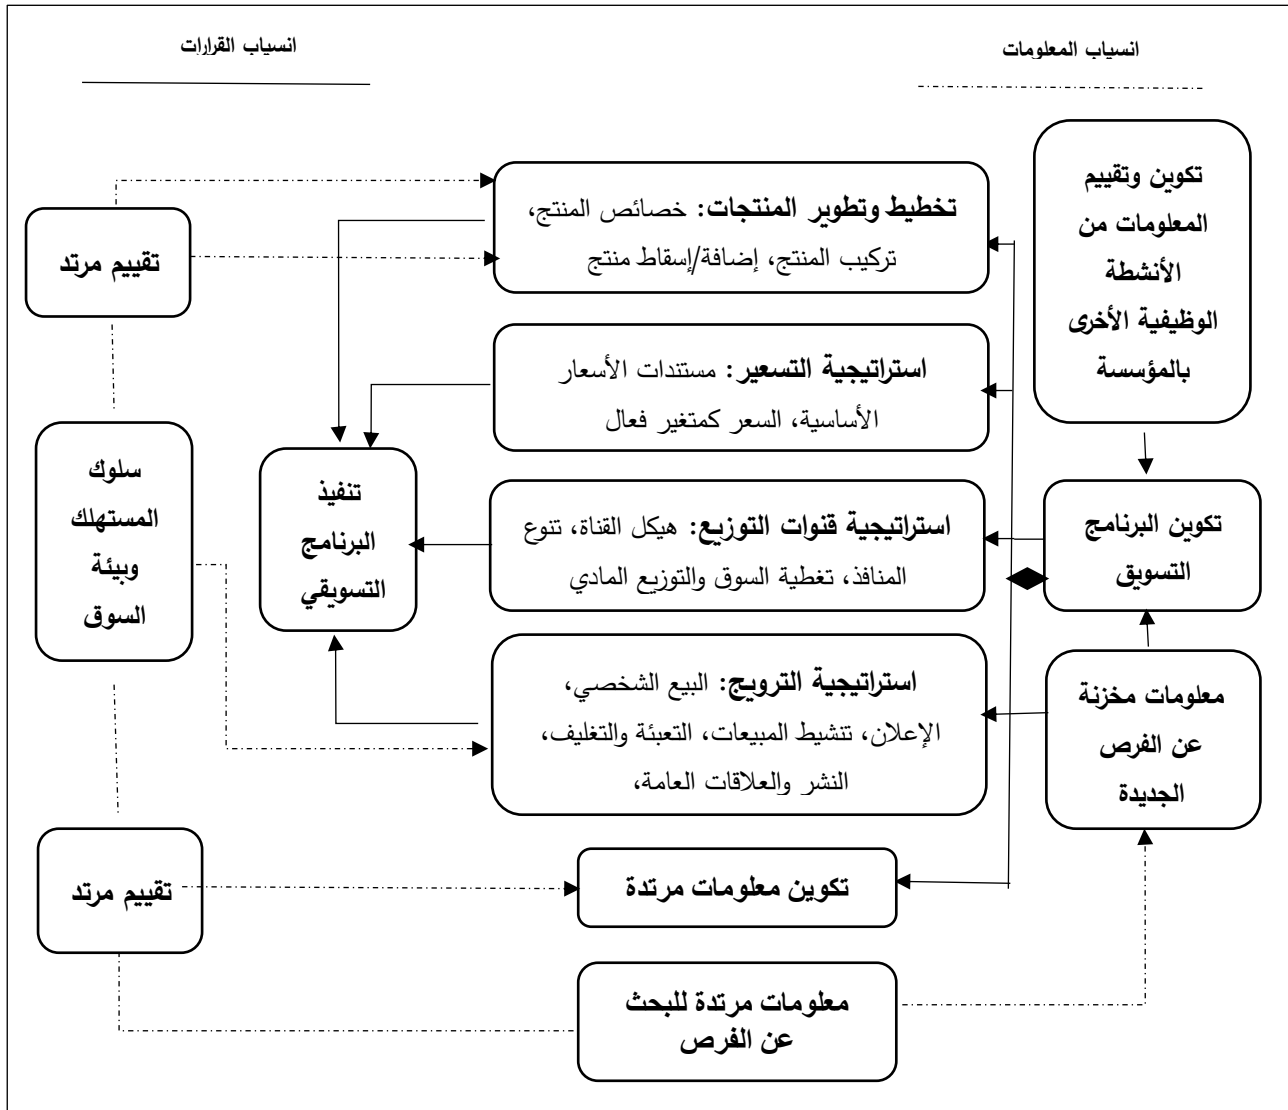 انسياب المعلومات
انسياب القرارات
تكوين وتقييم
المعلومات من
الأنشطة
الوظيفية الأخرى
بالمؤسسة
تخطيط وتطوير المنتجات: خصائص المنتج،
تركيب المنتج، إضافة/إسقاط منتج
تقييم مرتد
استراتيجية التسعير: مستندات الأسعار
الأساسية، السعر كمتغير فعال
تكوين البرنامج
التسويق
استراتيجية قنوات التوزيع: هيكل القناة، تنوع
المنافذ، تغطية السوق والتوزيع المادي
تنفيذ
البرنامج
التسويقي
سلوك
المستهلك
وبيئة
السوق
معلومات مخزنة
عن الفرص
الجديدة
استراتيجية الترويج: البيع الشخصي،
الإعلان، تنشيط المبيعات، التعبئة والتغليف،
النشر والعلاقات العامة،
تكوين معلومات مرتدة
تقييم مرتد
معلومات مرتدة للبحث
عن الفرص